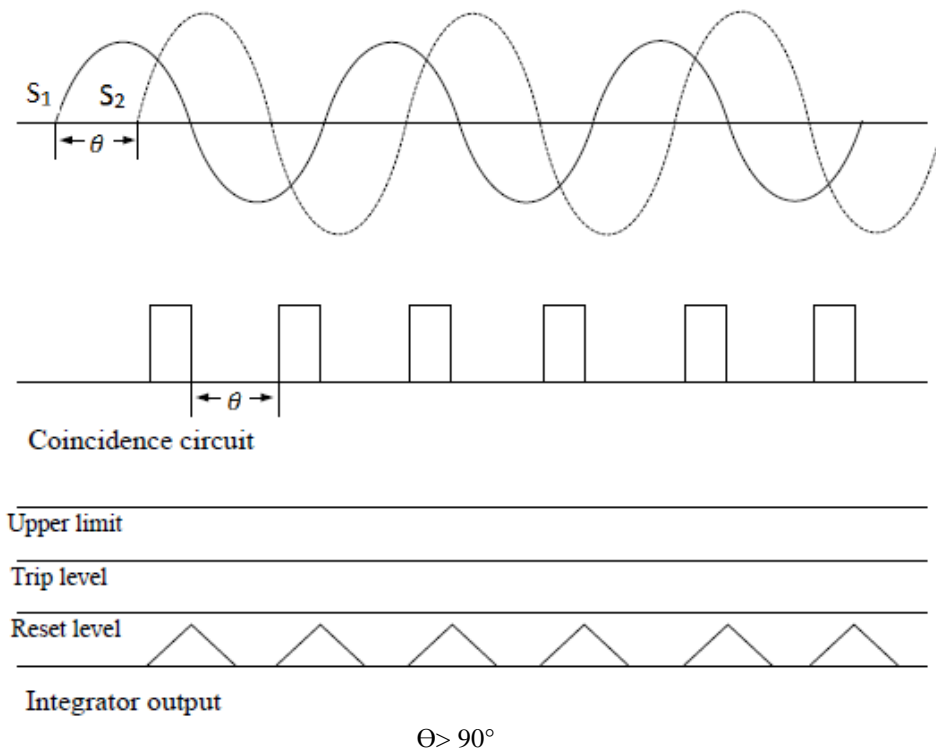 S₁ S₂
θ
θ
Coincidence circuit
Upper limit
Trip level
Reset level
Integrator output
Ө> 90°